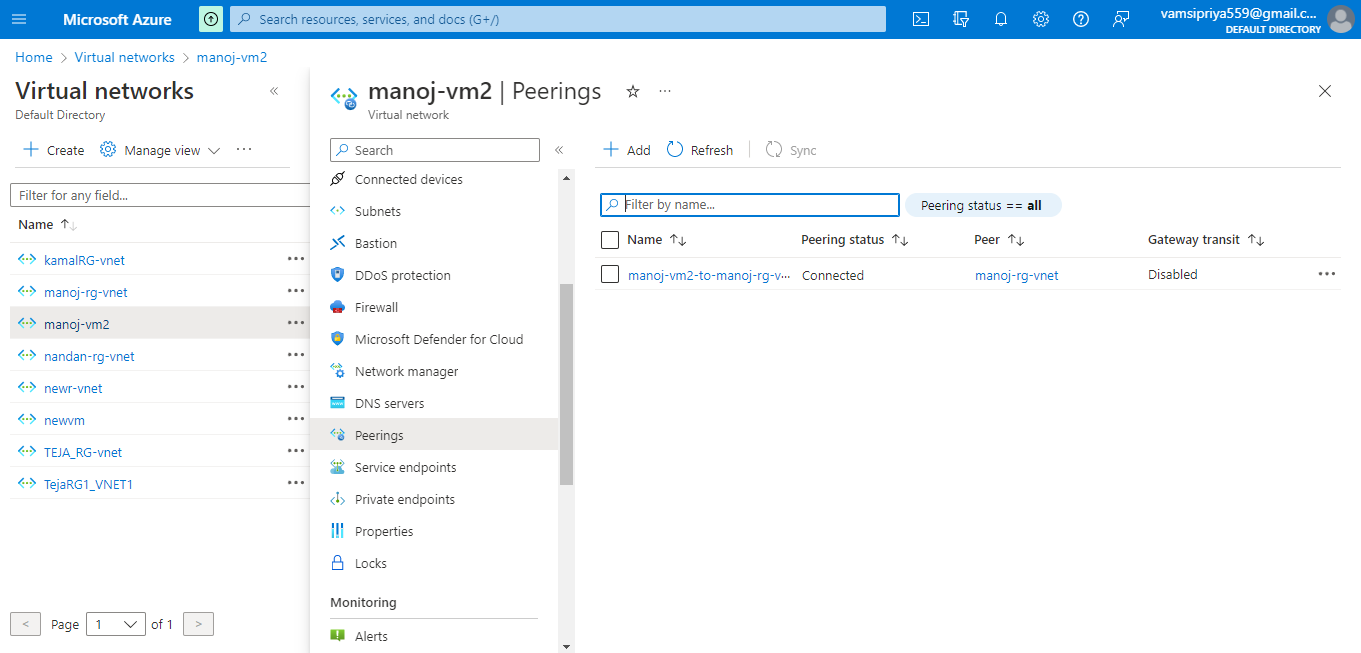 Microsoft Azure
Search resources, services, and docs (G+/)
vamsipriya559@gmail.c...
DEFAULT DIRECTORY
Home > Virtual networks > manoj-vm2
Virtual networks
Default Directory
Create Manage view ...
Filter for any field...
Name
kamalRG-vnet
manoj-rg-vnet
manoj-vm2
nandan-rg-vnet
newr-vnet
newvm
TEJA_RG-vnet
TejaRG1_VNET1
< Page 1 of 1 >
manoj-vm2 | Peerings
Virtual network
Search
Connected devices
Subnets
Bastion
DDoS protection
Firewall
Microsoft Defender for Cloud
Network manager
DNS servers
Peerings
Service endpoints
Private endpoints
Properties
Locks
Monitoring
Alerts
Add Refresh Sync
Filter by name...
Peering status == all
Name Peering status Peer Gateway transit
manoj-vm2-to-manoj-rg-v... Connected manoj-rg-vnet Disabled